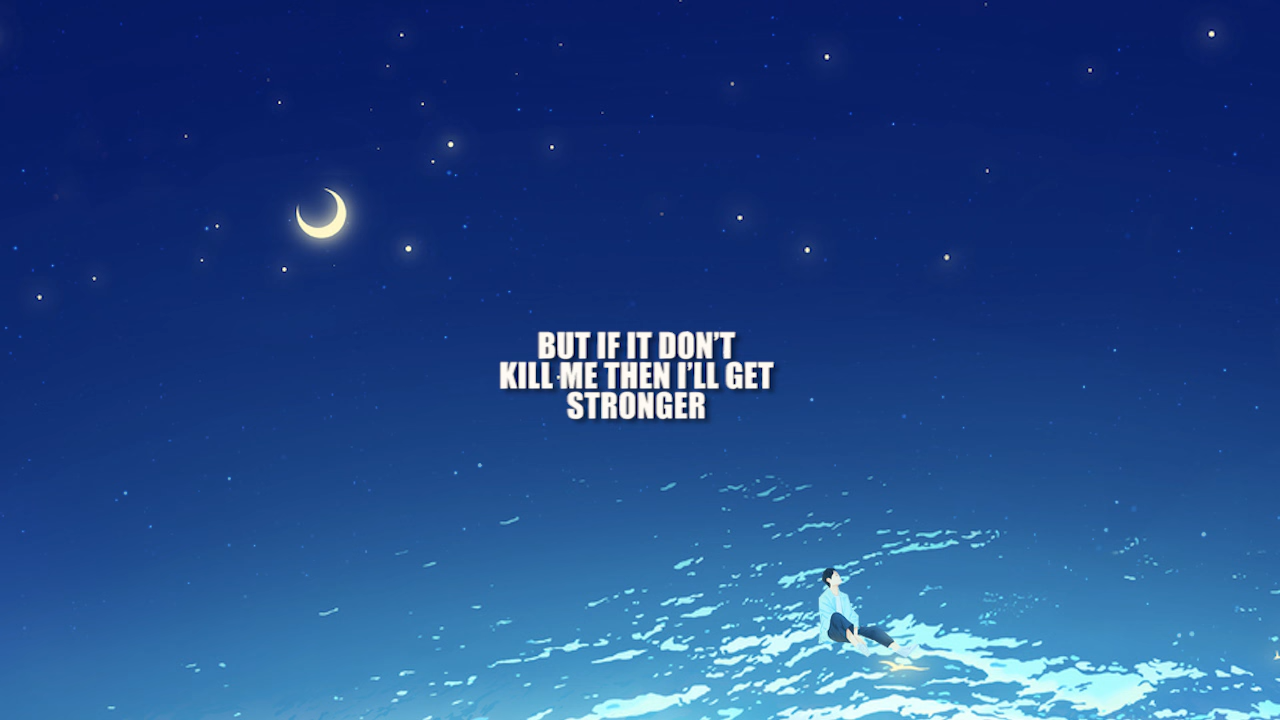 BUT IF IT DON’T
KILL ME THEN I’LL GET
STRONGER